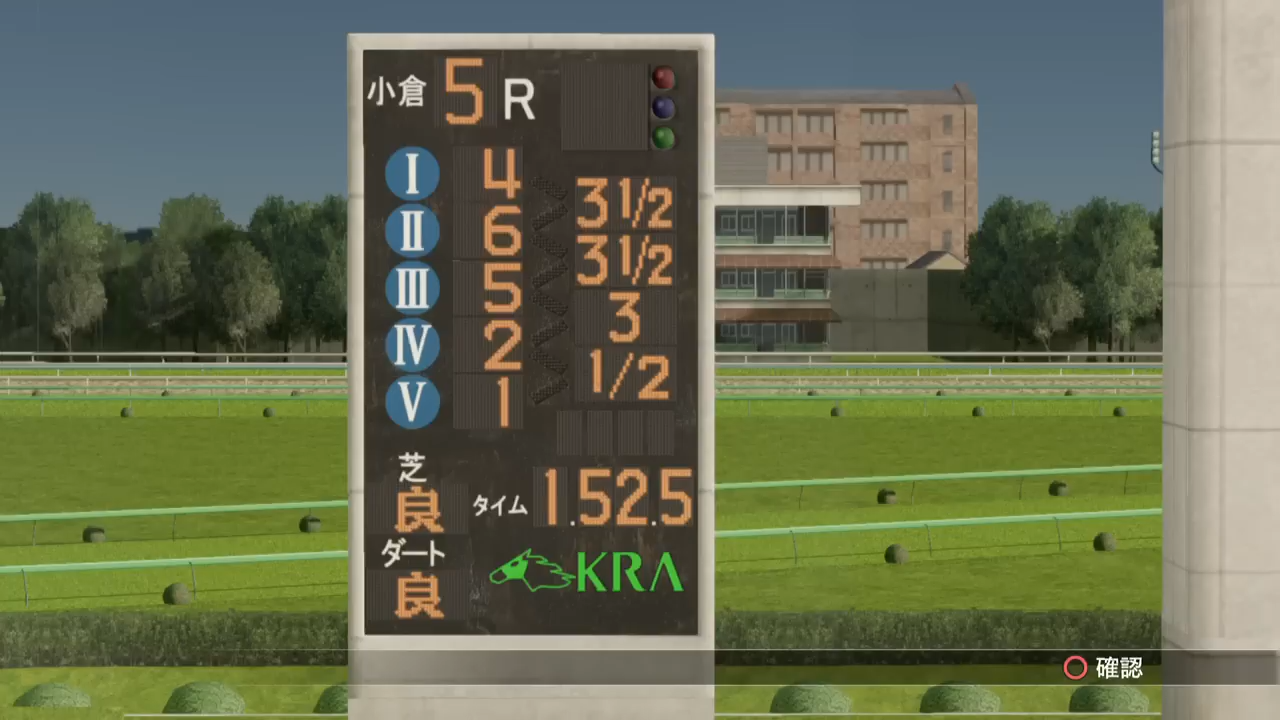 小倉 5 R
Ⅰ 4
3 1/2
Ⅱ 6
3 1/2
Ⅲ 5
3
Ⅳ 2
1/2
Ⅴ 1
芝
良
タイム 1.52.5
ダート
良
KRA
確認